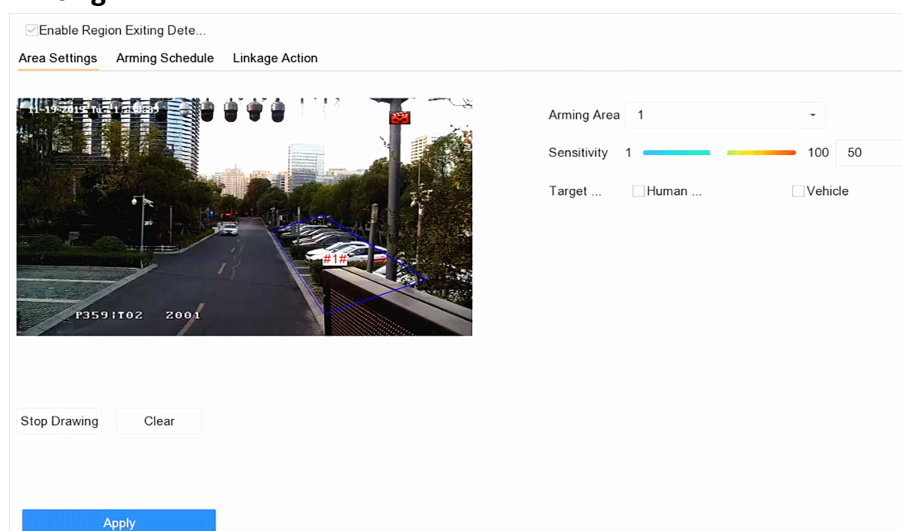 Enable Region Exiting Dete...
Area Settings Arming Schedule Linkage Action
Arming Area 1
Sensitivity 1 100 50
Target ... Human ... Vehicle
#1#
2001
Stop Drawing Clear
Apply